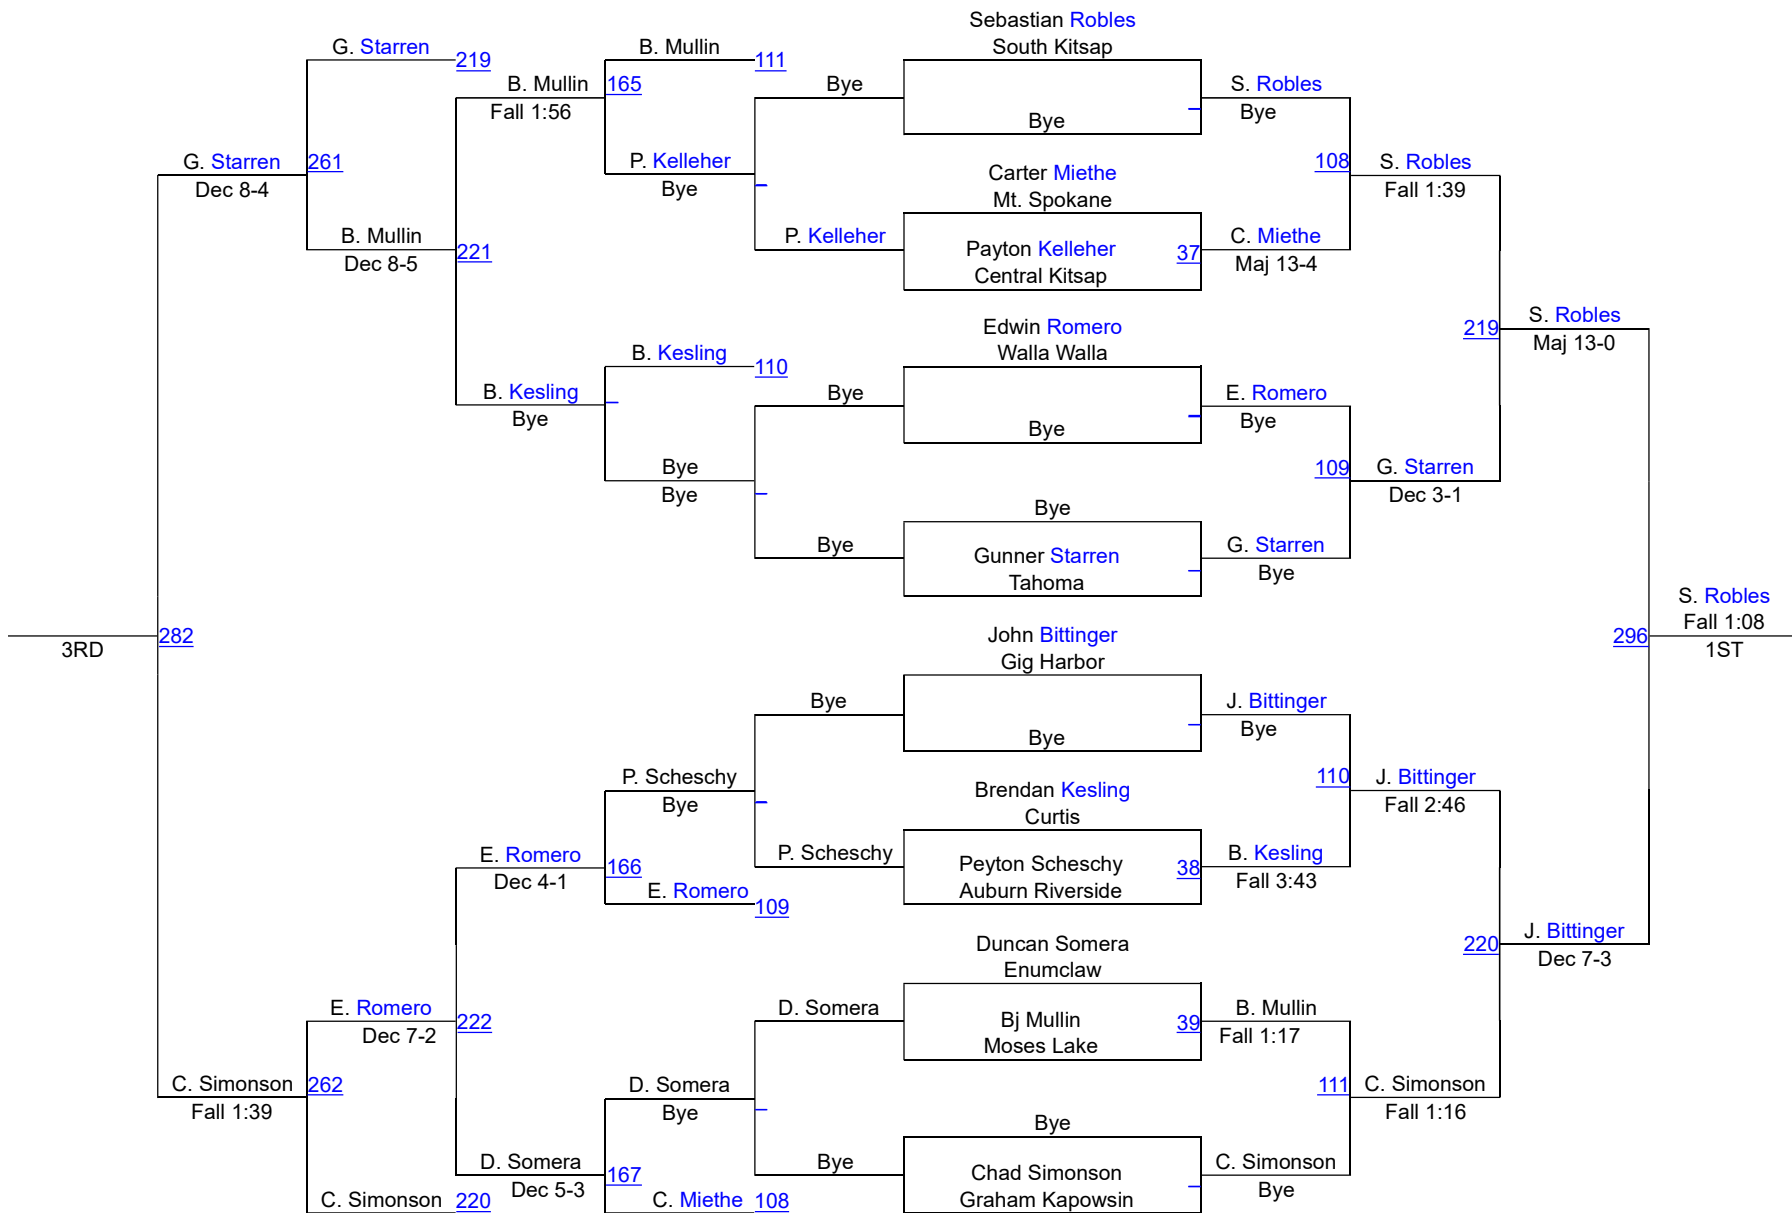 Sebastian Robles
South Kitsap
G. Starren
219
B. Mullin
111
B. Mullin
165
Fall 1:56
Bye
S. Robles
Bye
Bye
G. Starren
261
Dec 8-4
P. Kelleher
Bye
Carter Miethe
Mt. Spokane
108
S. Robles
Fall 1:39
B. Mullin
221
Dec 8-5
P. Kelleher
Payton Kelleher
Central Kitsap
37
C. Miethe
Maj 13-4
Edwin Romero
Walla Walla
219
S. Robles
Maj 13-0
B. Kesling
110
B. Kesling
Bye
Bye
E. Romero
Bye
Bye
Bye
Bye
109
G. Starren
Dec 3-1
Bye
Bye
Gunner Starren
Tahoma
G. Starren
Bye
S. Robles
Fall 1:08
1ST
296
3RD
282
John Bittinger
Gig Harbor
Bye
J. Bittinger
Bye
Bye
P. Scheschy
Bye
Brendan Kesling
Curtis
110
J. Bittinger
Fall 2:46
E. Romero
166
Dec 4-1
P. Scheschy
Peyton Scheschy
Auburn Riverside
38
B. Kesling
Fall 3:43
E. Romero
109
Duncan Somera
Enumclaw
220
J. Bittinger
Dec 7-3
E. Romero
222
Dec 7-2
D. Somera
Bj Mullin
Moses Lake
39
B. Mullin
Fall 1:17
C. Simonson
262
Fall 1:39
D. Somera
Bye
111
C. Simonson
Fall 1:16
Bye
D. Somera
167
Dec 5-3
Bye
Chad Simonson
Graham Kapowsin
C. Simonson
Bye
C. Simonson
220
C. Miethe
108